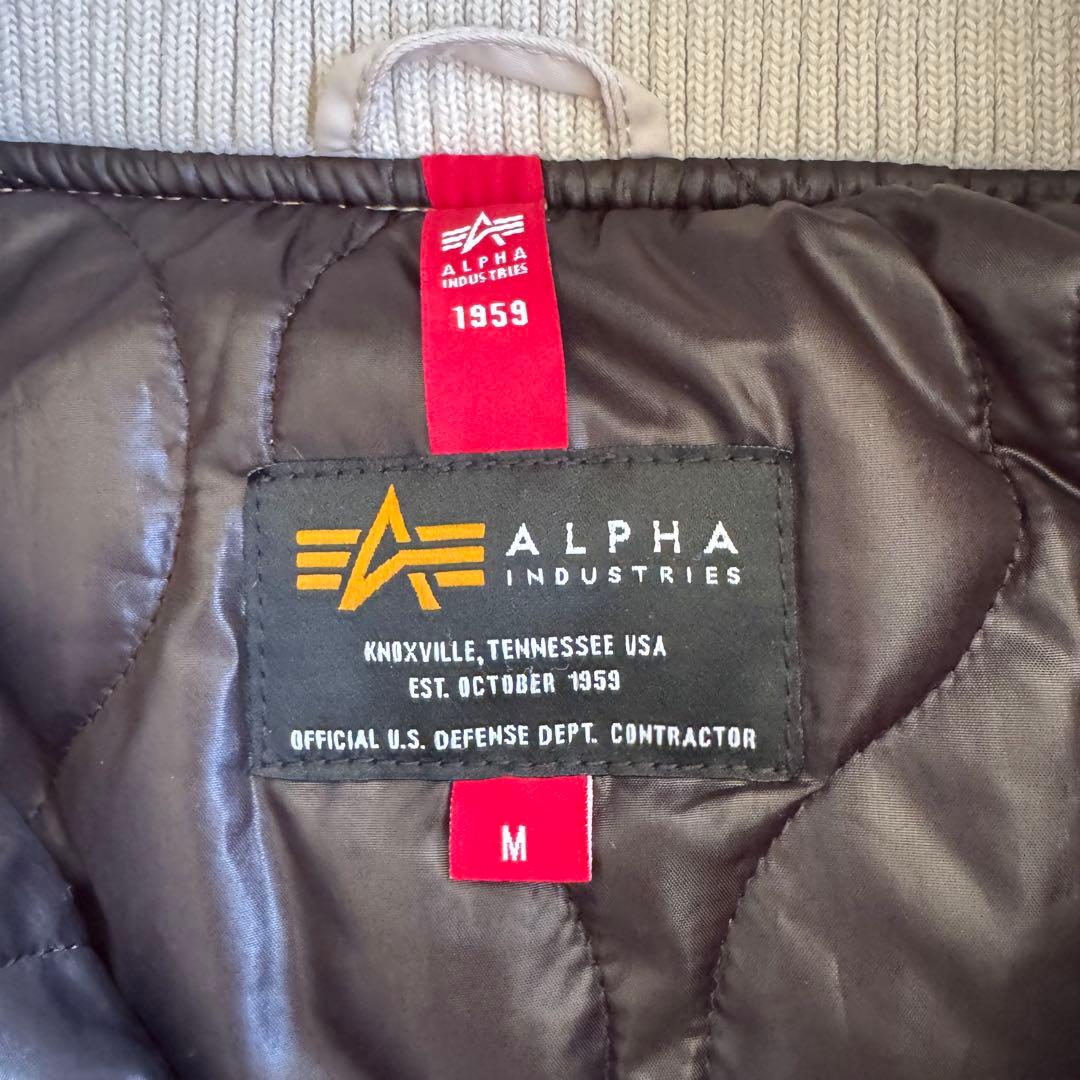 ALPHA
INDUSTRIES
1959
ALPHA
INDUSTRIES
KNOXVILLE, TENNESSEE USA
EST. OCTOBER 1959
OFFICIAL U.S. DEFENSE DEPT. CONTRACTOR
M